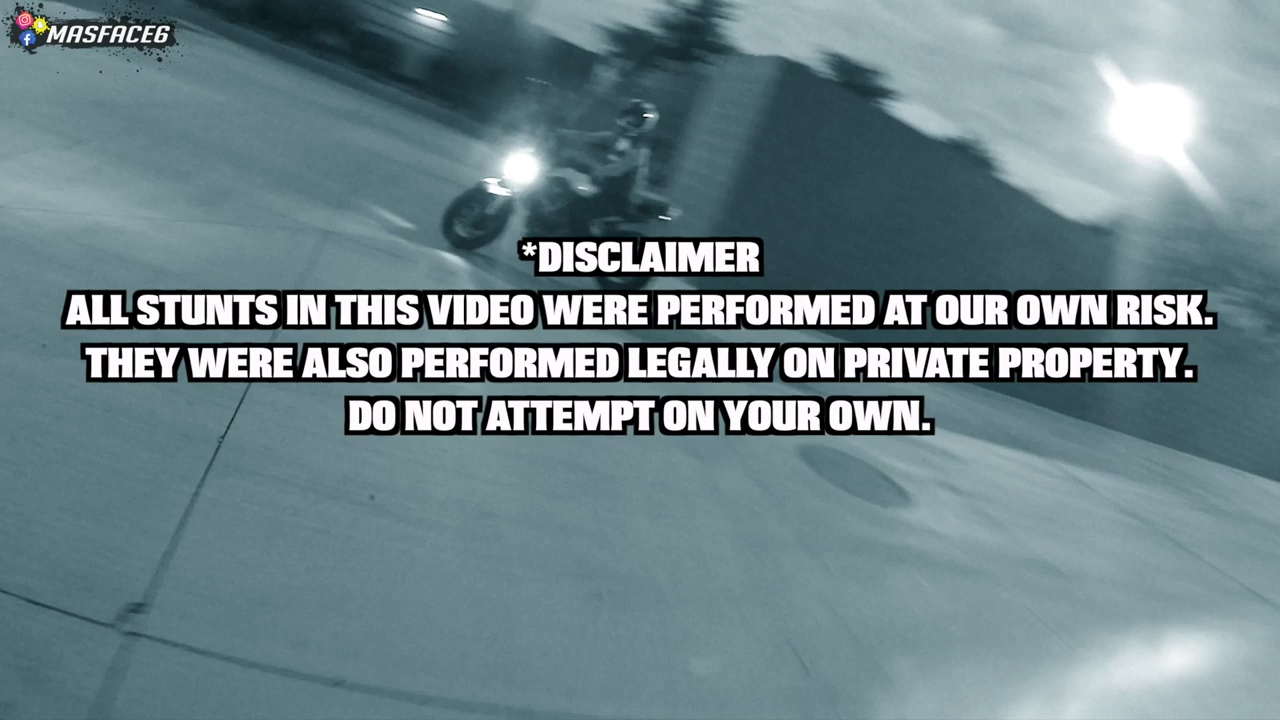 MASFACE6
*DISCLAIMER
ALL STUNTS IN THIS VIDEO WERE PERFORMED AT OUR OWN RISK.
THEY WERE ALSO PERFORMED LEGALLY ON PRIVATE PROPERTY.
DO NOT ATTEMPT ON YOUR OWN.